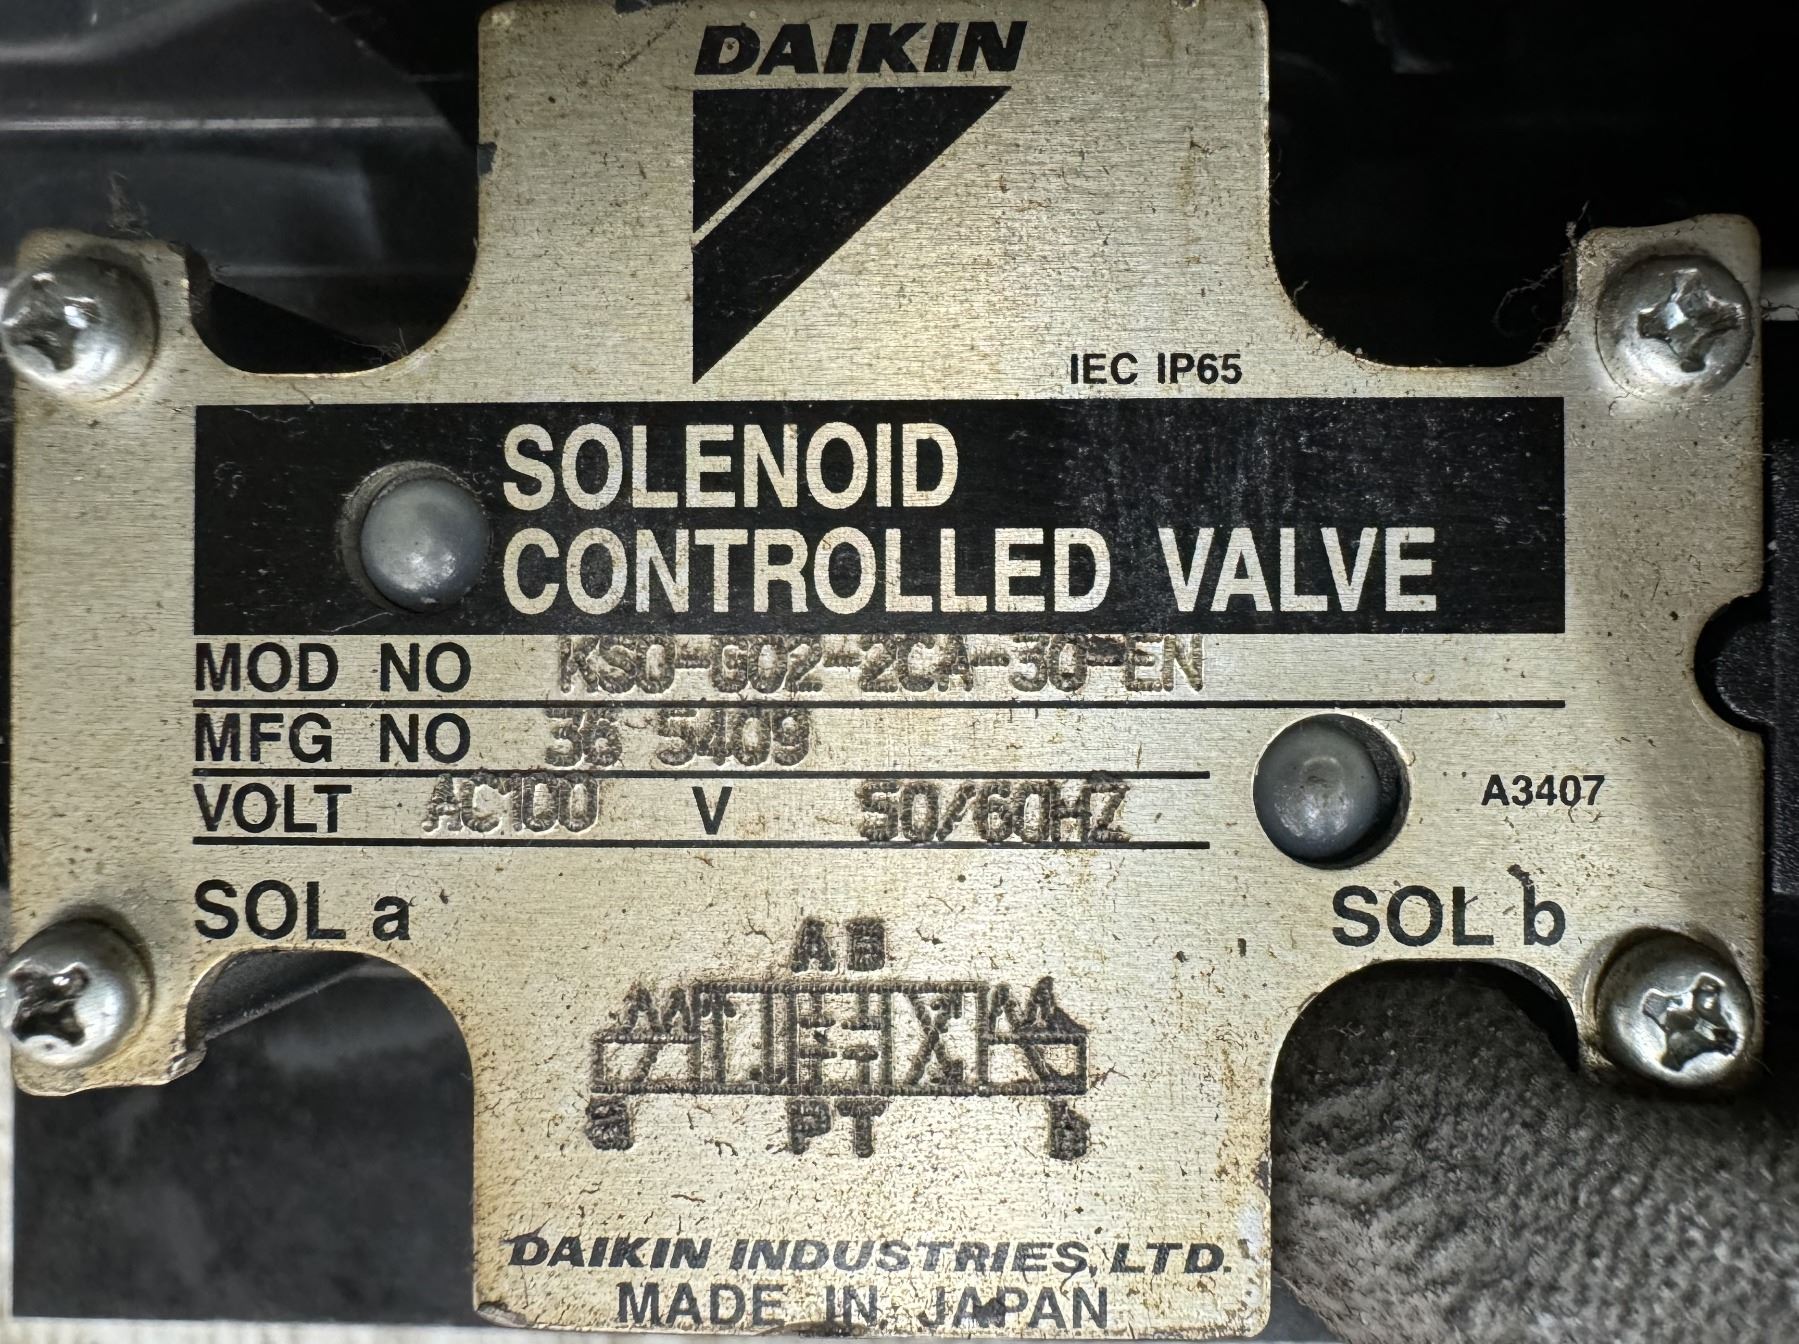 DAIKIN
IEC IP65
SOLENOID
CONTROLLED VALVE
MOD NO KSO-G02-2CA-30-EN
MFG NO 36 5409
VOLT AC100 V 50/60HZ
A3407
SOL a SOL b
A B
a P T b
DAIKIN INDUSTRIES, LTD.
MADE IN JAPAN